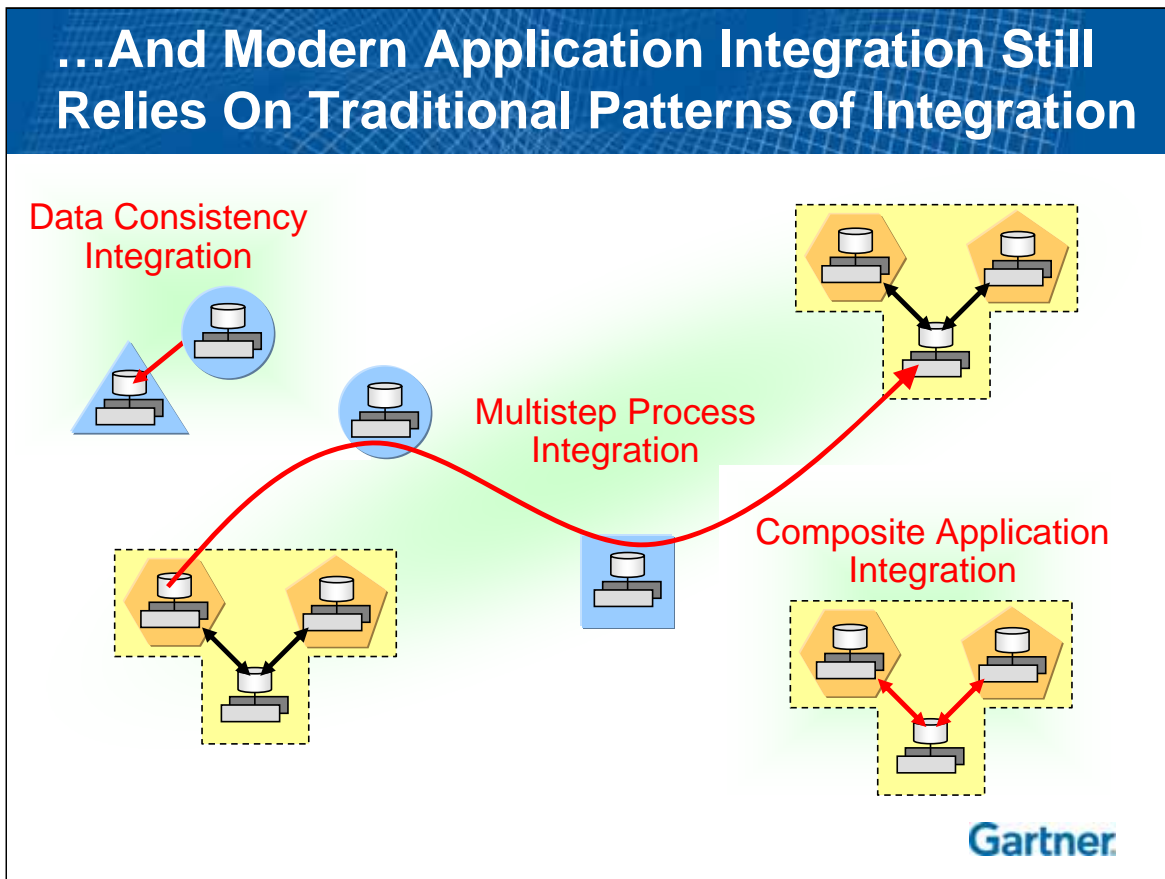 …And Modern Application Integration Still
Relies On Traditional Patterns of Integration
Data Consistency
Integration
Multistep Process
Integration
Composite Application
Integration
Gartner.